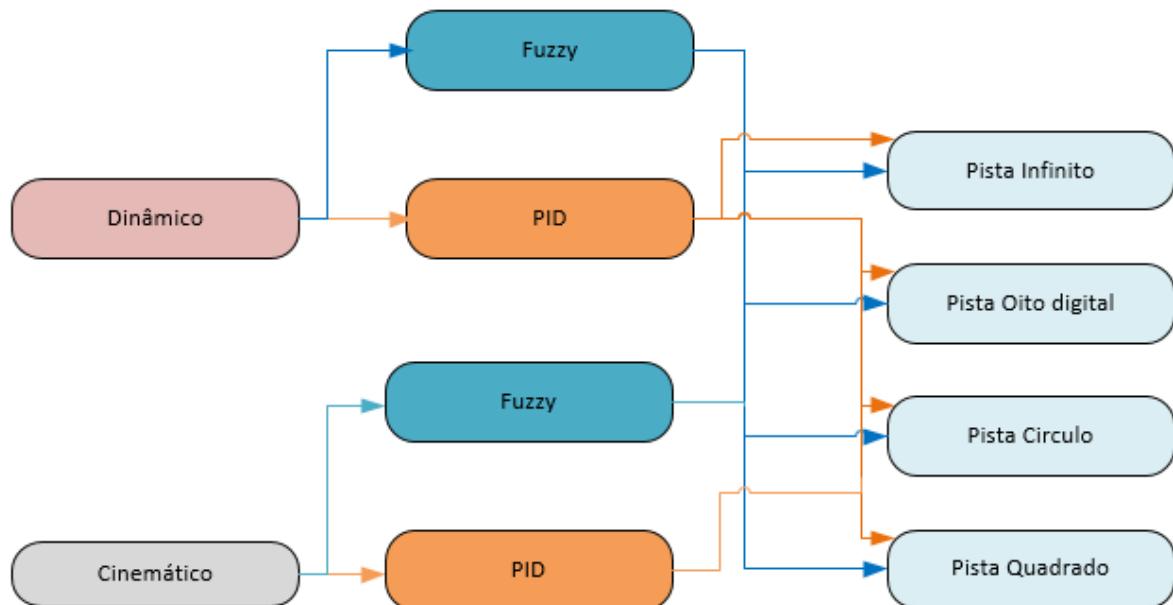 Fuzzy
Pista Infinito
Dinâmico
PID
Pista Oito digital
Fuzzy
Pista Circulo
Cinemático
PID
Pista Quadrado